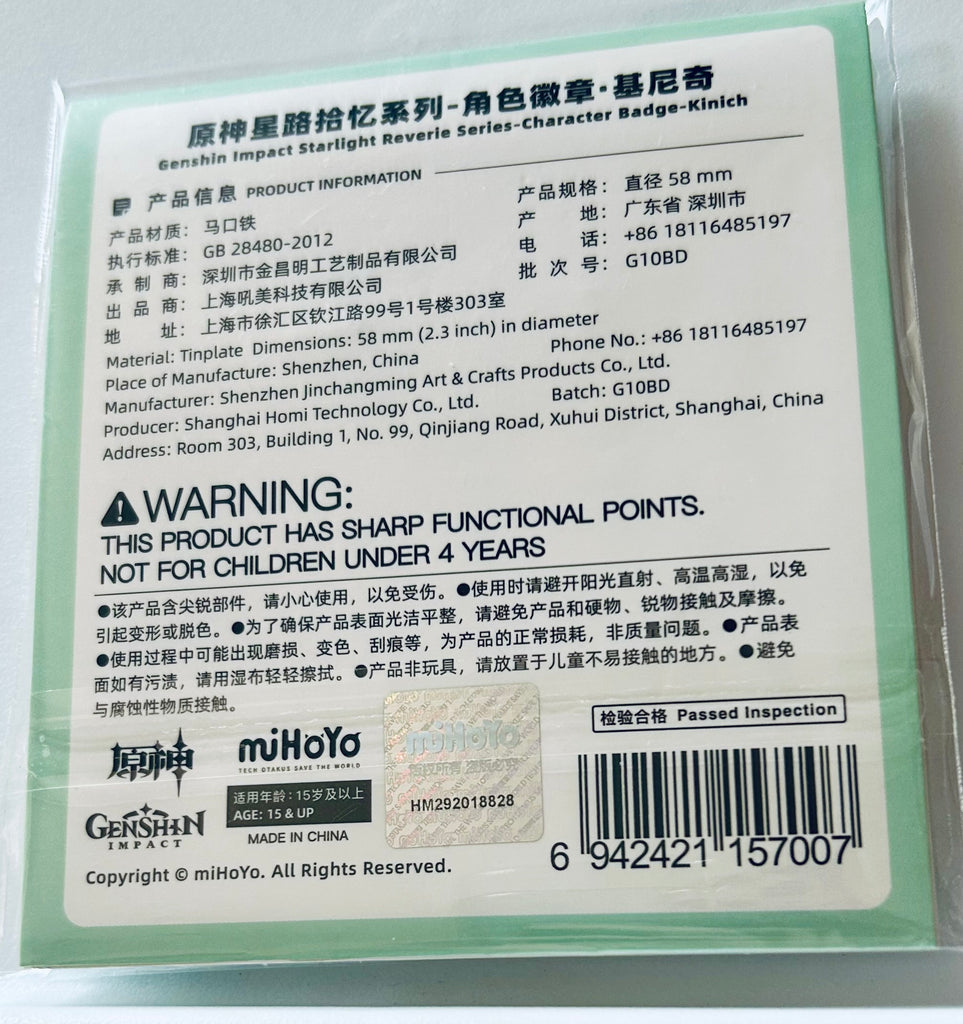 原神星路拾忆系列-角色徽章·基尼奇
Genshin Impact Starlight Reverie Series-Character Badge-Kinich
产品信息 PRODUCT INFORMATION
产品材质： 马口铁
产品规格： 直径 58 mm
执行标准： GB 28480-2012
产 地： 广东省 深圳市
承 制 商： 深圳市金昌明工艺制品有限公司
电 话： +86 18116485197
出 品 商： 上海吼美科技有限公司
批 次 号： G10BD
地 址： 上海市徐汇区钦江路99号1号楼303室
Material: Tinplate Dimensions: 58 mm (2.3 inch) in diameter
Place of Manufacture: Shenzhen, China Phone No.: +86 18116485197
Manufacturer: Shenzhen Jinchangming Art & Crafts Products Co., Ltd.
Producer: Shanghai Homi Technology Co., Ltd. Batch: G10BD
Address: Room 303, Building 1, No. 99, Qinjiang Road, Xuhui District, Shanghai, China
WARNING:
THIS PRODUCT HAS SHARP FUNCTIONAL POINTS.
NOT FOR CHILDREN UNDER 4 YEARS
●该产品含尖锐部件，请小心使用，以免受伤。●使用时请避开阳光直射、高温高湿，以免
引起变形或脱色。●为了确保产品表面光洁平整，请避免产品和硬物、锐物接触及摩擦。
●使用过程中可能出现磨损、变色、刮痕等，为产品的正常损耗，非质量问题。●产品表
面如有污渍，请用湿布轻轻擦拭。●产品非玩具，请放置于儿童不易接触的地方。●避免
与腐蚀性物质接触。
检验合格 Passed Inspection
原神
miHoYo
TECH OTAKUS SAVE THE WORLD
miHoYo
版权所有 盗版必究
HM292018828
适用年龄：15岁及以上
AGE: 15 & UP
GENSHIN
IMPACT
MADE IN CHINA
6 942421 157007
Copyright © miHoYo. All Rights Reserved.